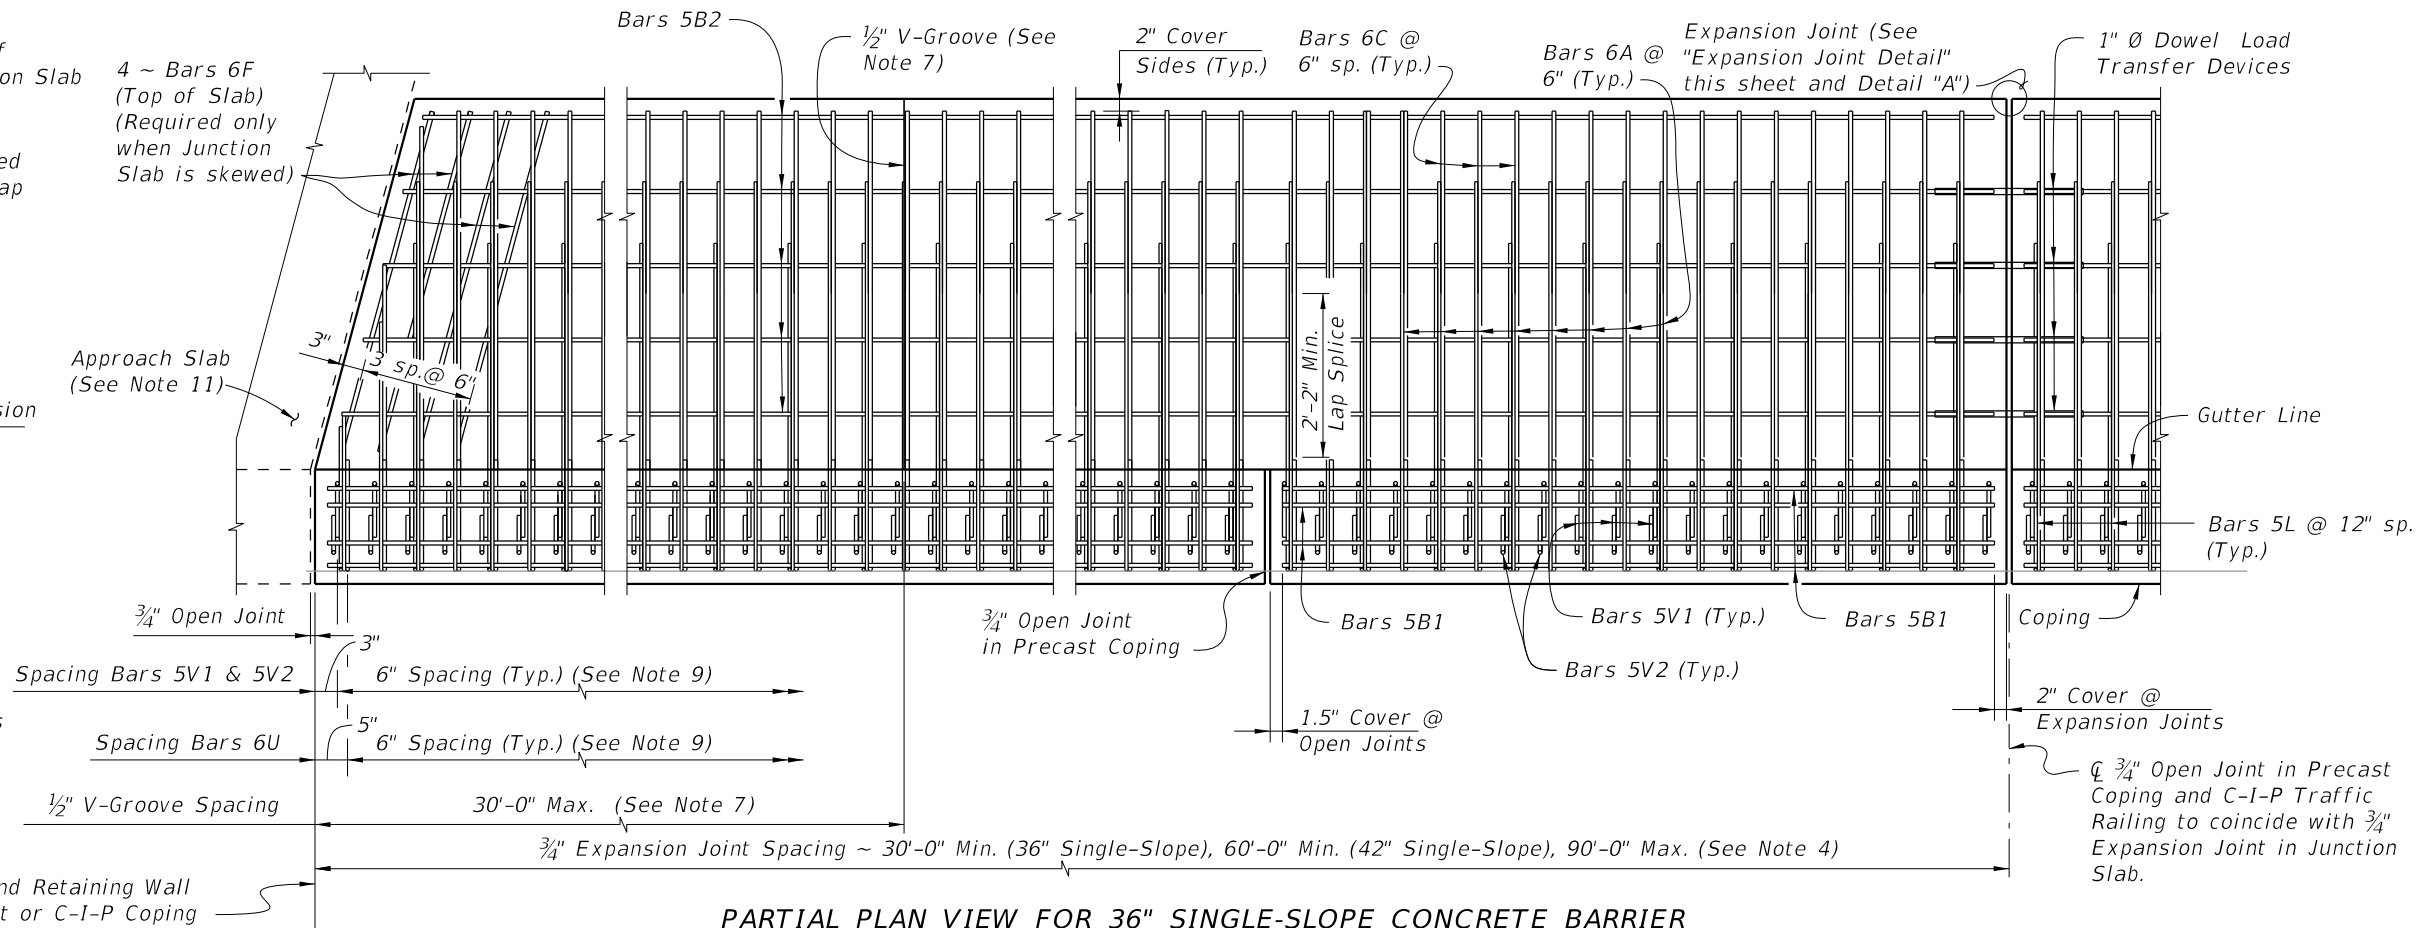 Bars 5B2
½" V-Groove (See
Note 7)
2" Cover
Sides (Typ.)
Bars 6C @
6" sp. (Typ.)
Bars 6A @
6" (Typ.)
Expansion Joint (See
"Expansion Joint Detail"
this sheet and Detail "A")
1" Ø Dowel Load
Transfer Devices
on Slab
4 ~ Bars 6F
(Top of Slab)
(Required only
when Junction
Slab is skewed)
ed
ap
3"
3 sp.@ 6"
Approach Slab
(See Note 11)
sion
2'-2" Min.
Lap Splice
Gutter Line
Bars 5L @ 12" sp.
(Typ.)
¾" Open Joint
¾" Open Joint
in Precast Coping
Bars 5B1
Bars 5V1 (Typ.)
Bars 5B1
Coping
Bars 5V2 (Typ.)
3"
Spacing Bars 5V1 & 5V2
6" Spacing (Typ.) (See Note 9)
5"
Spacing Bars 6U
6" Spacing (Typ.) (See Note 9)
1.5" Cover @
Open Joints
2" Cover @
Expansion Joints
℄ ¾" Open Joint in Precast
Coping and C-I-P Traffic
Railing to coincide with ¾"
Expansion Joint in Junction
Slab.
½" V-Groove Spacing
30'-0" Max. (See Note 7)
¾" Expansion Joint Spacing ~ 30'-0" Min. (36" Single-Slope), 60'-0" Min. (42" Single-Slope), 90'-0" Max. (See Note 4)
nd Retaining Wall
t or C-I-P Coping
PARTIAL PLAN VIEW FOR 36" SINGLE-SLOPE CONCRETE BARRIER